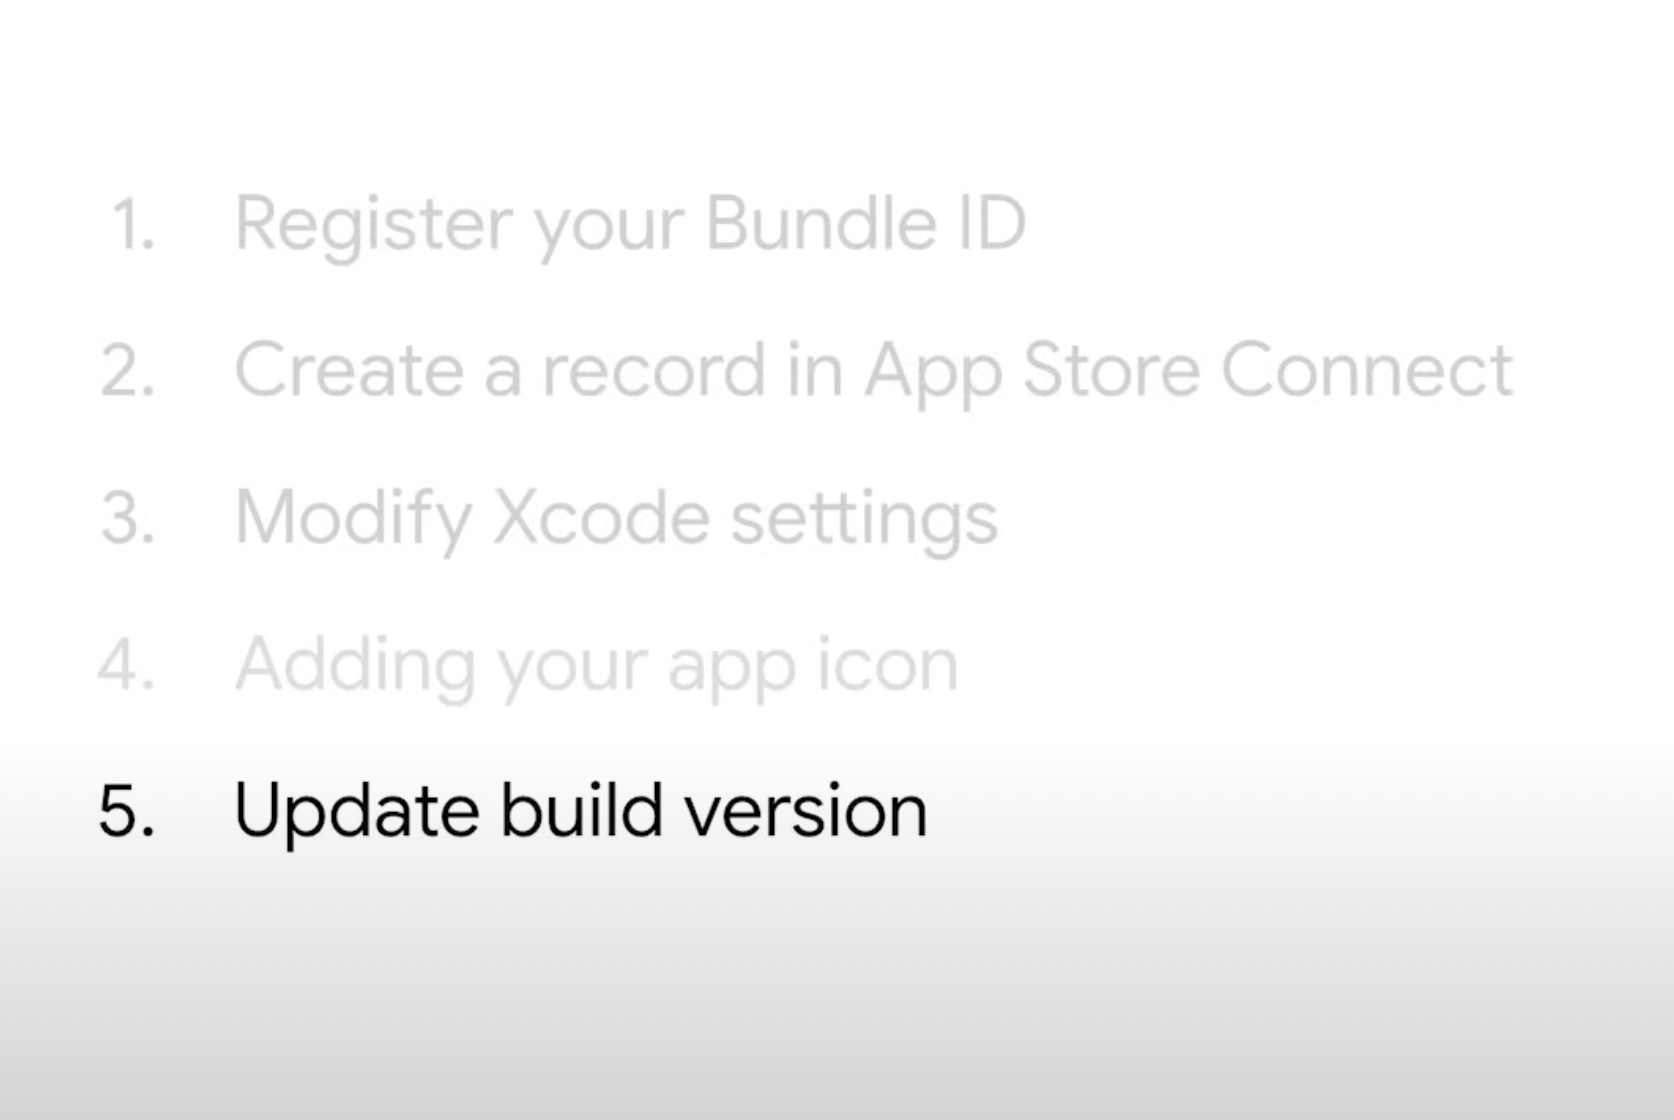 1. Register your Bundle ID
2. Create a record in App Store Connect
3. Modify Xcode settings
4. Adding your app icon
5. Update build version